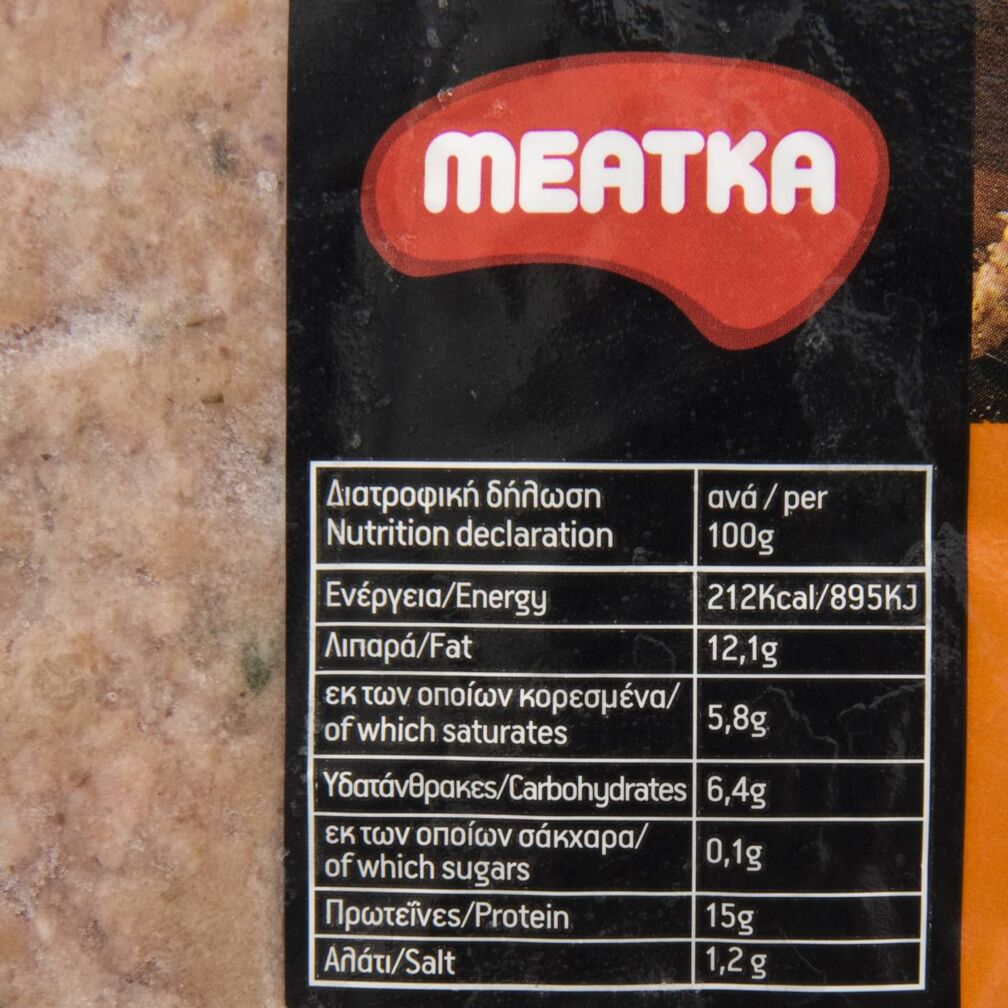 MEATKA
Διατροφική δήλωση
Nutrition declaration
ανά / per
100g
Ενέργεια/Energy
212Kcal/895KJ
Λιπαρά/Fat
12,1g
εκ των οποίων κορεσμένα/
of which saturates
5,8g
Υδατάνθρακες/Carbohydrates
6,4g
εκ των οποίων σάκχαρα/
of which sugars
0,1g
Πρωτεΐνες/Protein
15g
Αλάτι/Salt
1,2 g